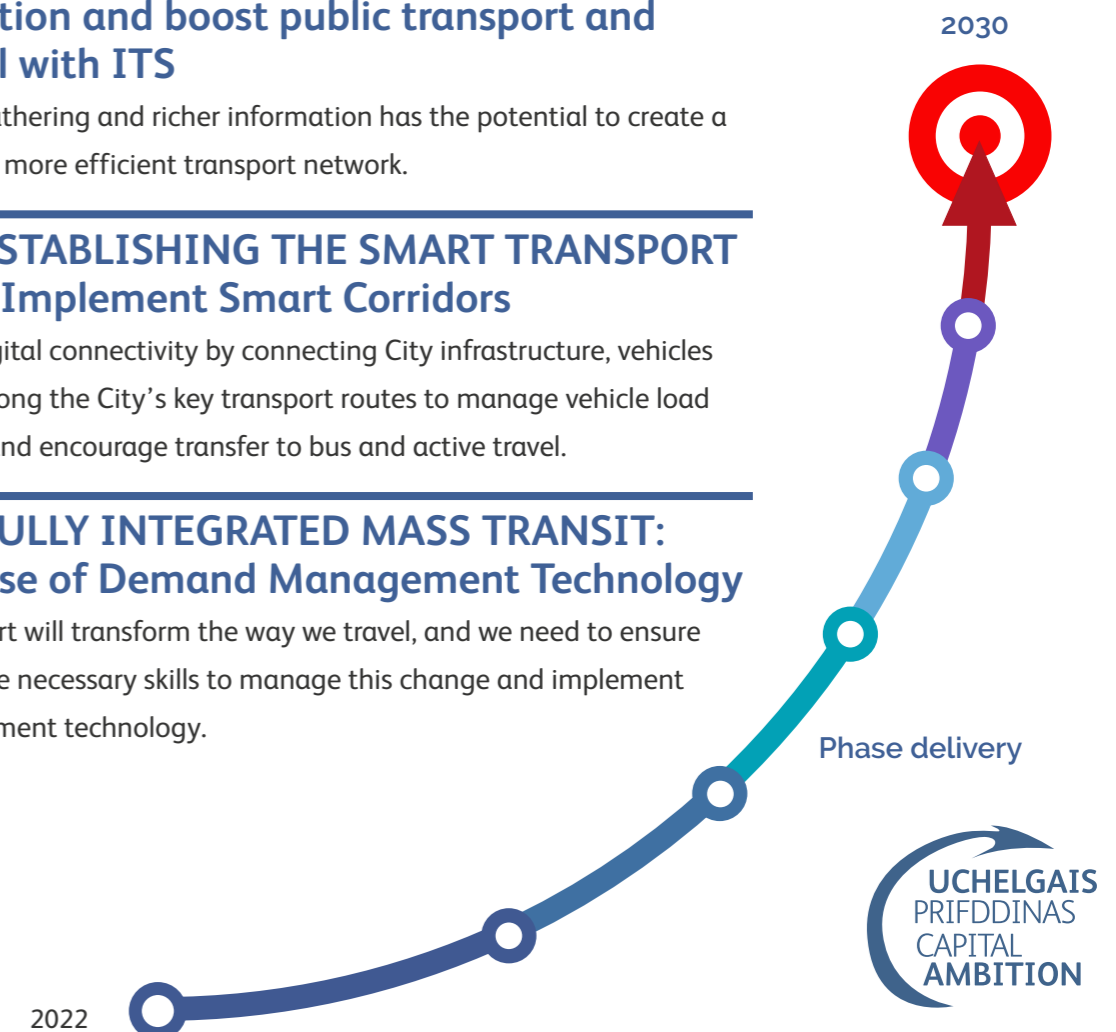 tion and boost public transport and
l with ITS
athering and richer information has the potential to create a
more efficient transport network.
STABLISHING THE SMART TRANSPORT
Implement Smart Corridors
gital connectivity by connecting City infrastructure, vehicles
ong the City’s key transport routes to manage vehicle load
nd encourage transfer to bus and active travel.
ULLY INTEGRATED MASS TRANSIT:
se of Demand Management Technology
rt will transform the way we travel, and we need to ensure
e necessary skills to manage this change and implement
ment technology.
2030
Phase delivery
2022
UCHELGAIS
PRIFDDINAS
CAPITAL
AMBITION